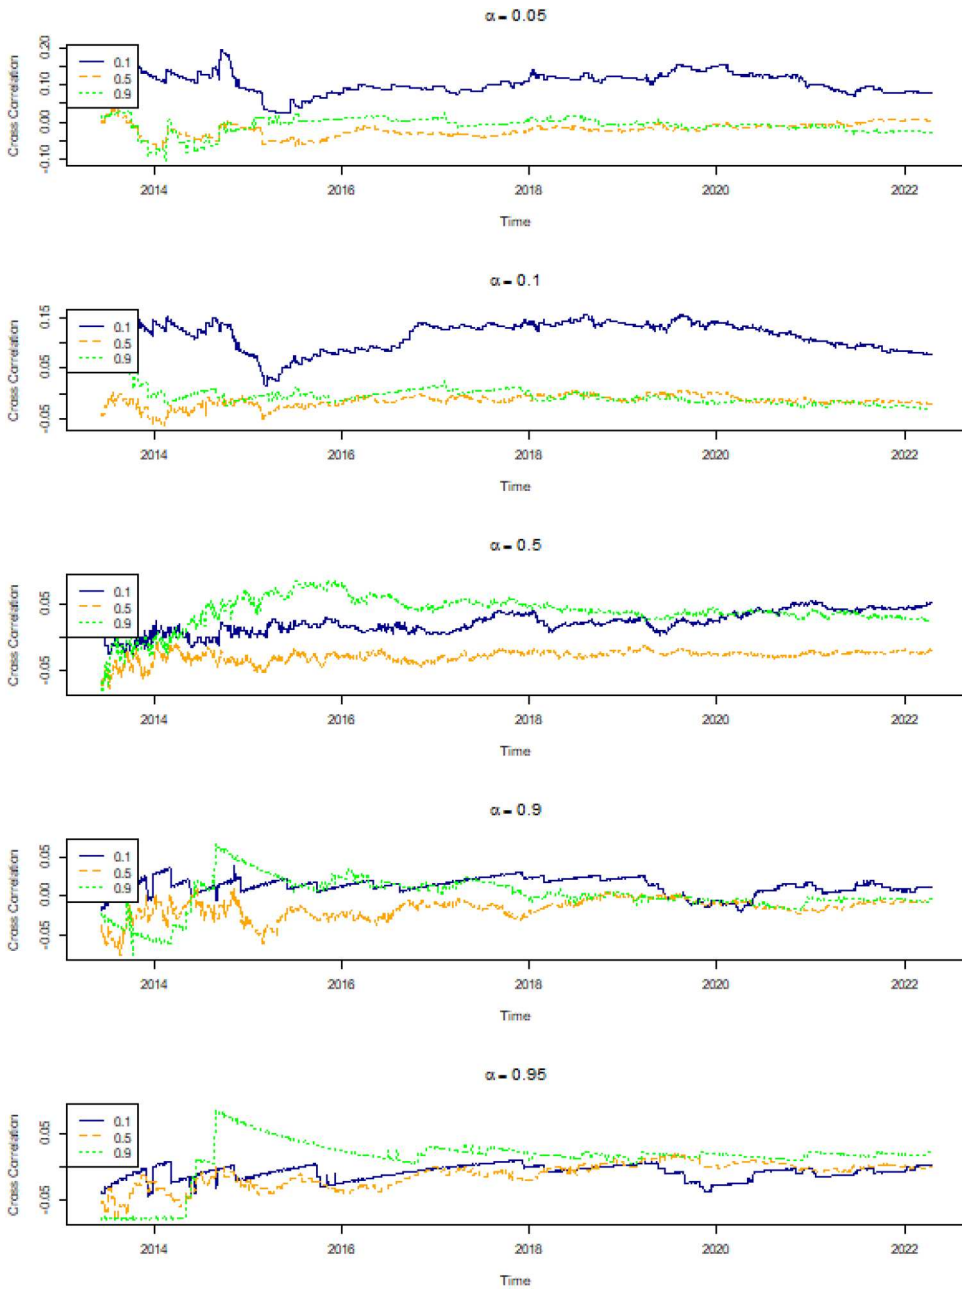 α = 0.05
Cross Correlation
0.20
0.10
0.00
-0.10
0.1
0.5
0.9
2014 2016 2018 2020 2022
Time
α = 0.1
Cross Correlation
0.15
0.05
-0.05
0.1
0.5
0.9
2014 2016 2018 2020 2022
Time
α = 0.5
Cross Correlation
0.05
-0.05
0.1
0.5
0.9
2014 2016 2018 2020 2022
Time
α = 0.9
Cross Correlation
0.05
0.00
-0.05
0.1
0.5
0.9
2014 2016 2018 2020 2022
Time
α = 0.95
Cross Correlation
0.05
-0.05
0.1
0.5
0.9
2014 2016 2018 2020 2022
Time